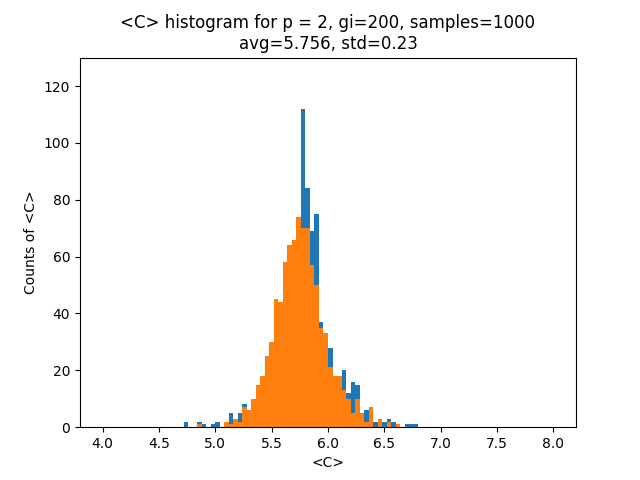 <C> histogram for p = 2, gi=200, samples=1000
avg=5.756, std=0.23
120
100
80
60
40
20
0
Counts of <C>
4.0 4.5 5.0 5.5 6.0 6.5 7.0 7.5 8.0
<C>